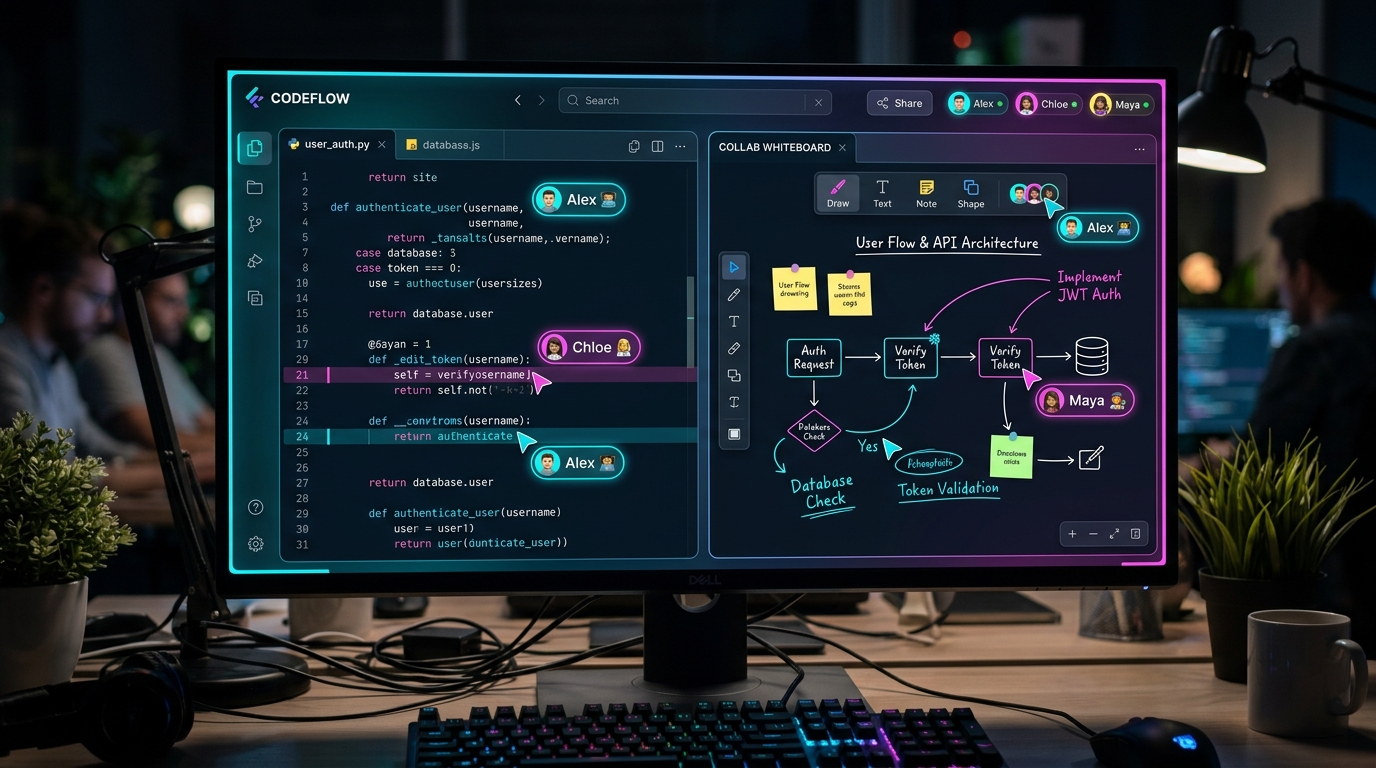 CODEFLOW
Search
Share
Alex
Chloe
Maya
user_auth.py
databass.js
1 return site
2
3 def authenticate_user(username,
4 username,
5 return _tansalts(username,.vername);
7 case database: 3
8 case token === 0:
10 use = authectuser(usersizes)
14
15 return database.user
16
17 @6ayan = 1
29 def _edit_token(username):
21 self = verifyosername
22 return self.not(
23
24 def __convtroms(username):
24 return authenticate
25
26
27 return database.user
28
29 def authenticate_user(username)
30 user = user1)
31 return user(dunticate_user))
Alex
Chloe
Alex
COLLAB WHITEBOARD
Draw
Text
Note
Shape
Alex
User Flow & API Architecture
User Flow
Implement
JWT Auth
Auth
Request
Verify
Token
Verify
Token
Maya
Check
Yes
Database
Check
Token Validation
DELL